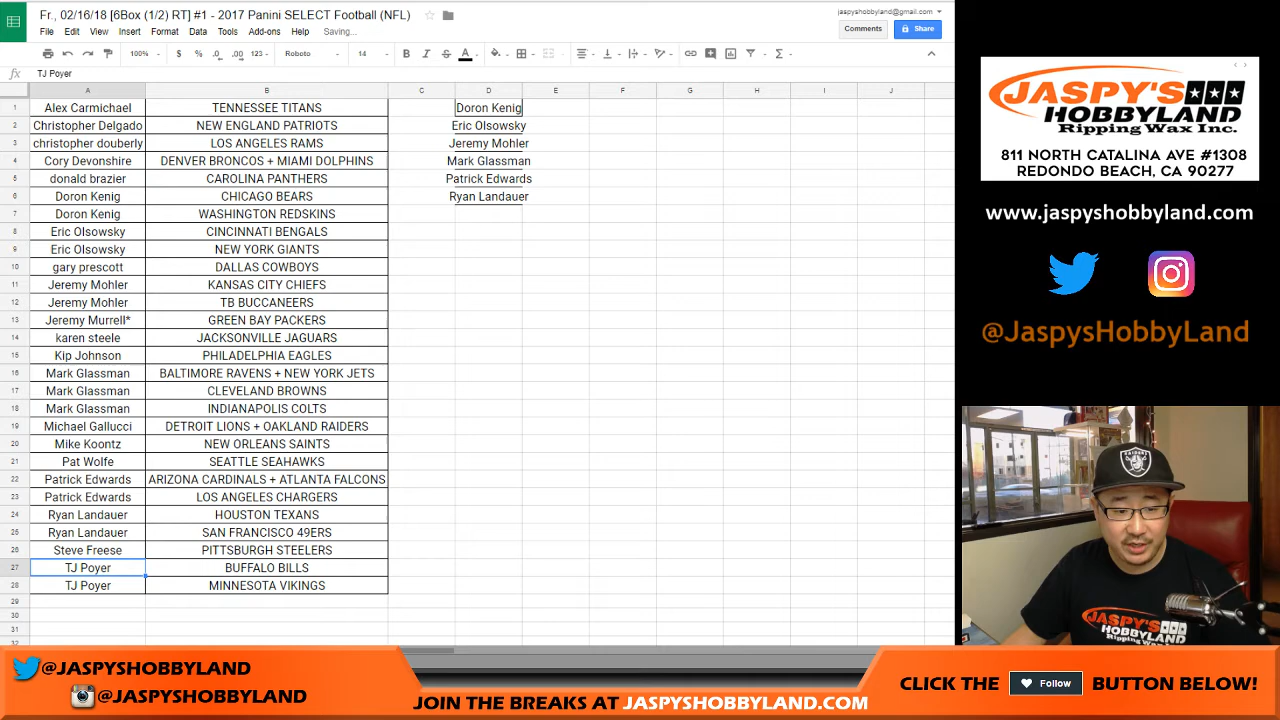 Fr., 02/16/18 [6Box (1/2) RT] #1 - 2017 Panini SELECT Football (NFL)
jaspyshobbyland@gmail.com
File Edit View Insert Format Data Tools Add-ons Help Saving...
Comments Share
100% $ % .0 .00 123 Roboto 14
fx TJ Poyer
A B C D E F G H I J
1 Alex Carmichael TENNESSEE TITANS Doron Kenig
2 Christopher Delgado NEW ENGLAND PATRIOTS Eric Olsowsky
3 christopher douberly LOS ANGELES RAMS Jeremy Mohler
4 Cory Devonshire DENVER BRONCOS + MIAMI DOLPHINS Mark Glassman
5 donald brazier CAROLINA PANTHERS Patrick Edwards
6 Doron Kenig CHICAGO BEARS Ryan Landauer
7 Doron Kenig WASHINGTON REDSKINS
8 Eric Olsowsky CINCINNATI BENGALS
9 Eric Olsowsky NEW YORK GIANTS
10 gary prescott DALLAS COWBOYS
11 Jeremy Mohler KANSAS CITY CHIEFS
12 Jeremy Mohler TB BUCCANEERS
13 Jeremy Murrell* GREEN BAY PACKERS
14 karen steele JACKSONVILLE JAGUARS
15 Kip Johnson PHILADELPHIA EAGLES
16 Mark Glassman BALTIMORE RAVENS + NEW YORK JETS
17 Mark Glassman CLEVELAND BROWNS
18 Mark Glassman INDIANAPOLIS COLTS
19 Michael Gallucci DETROIT LIONS + OAKLAND RAIDERS
20 Mike Koontz NEW ORLEANS SAINTS
21 Pat Wolfe SEATTLE SEAHAWKS
22 Patrick Edwards ARIZONA CARDINALS + ATLANTA FALCONS
23 Patrick Edwards LOS ANGELES CHARGERS
24 Ryan Landauer HOUSTON TEXANS
25 Ryan Landauer SAN FRANCISCO 49ERS
26 Steve Freese PITTSBURGH STEELERS
27 TJ Poyer BUFFALO BILLS
28 TJ Poyer MINNESOTA VIKINGS
29
30
31
32
JASPY'S
HOBBYLAND
Ripping Wax Inc.
811 NORTH CATALINA AVE #1308
REDONDO BEACH, CA 90277
www.jaspyshobbyland.com
@JaspysHobbyLand
RAIDERS
JASPY'S
HOBBYLAND
Ripping Wax Inc.
@JASPYSHOBBYLAND
@JASPYSHOBBYLAND
JOIN THE BREAKS AT JASPYSHOBBYLAND.COM
CLICK THE Follow BUTTON BELOW!